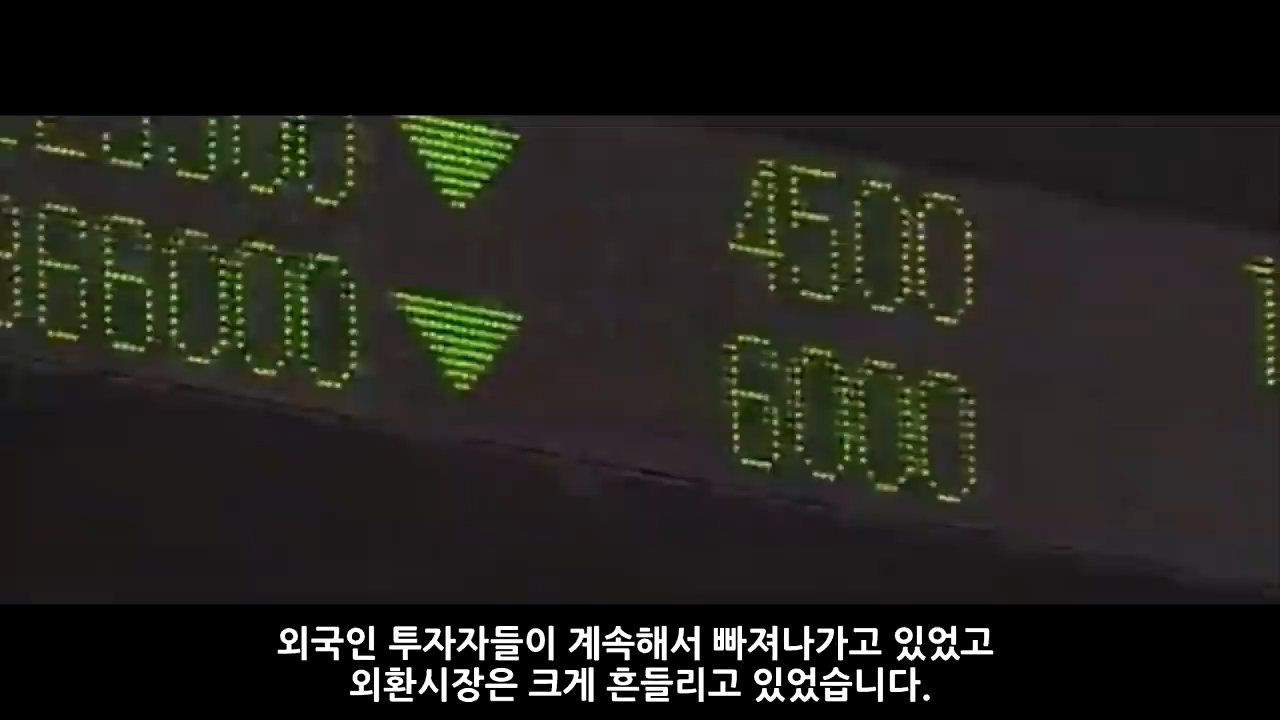 4500
66000
6000
외국인 투자자들이 계속해서 빠져나가고 있었고
외환시장은 크게 흔들리고 있었습니다.